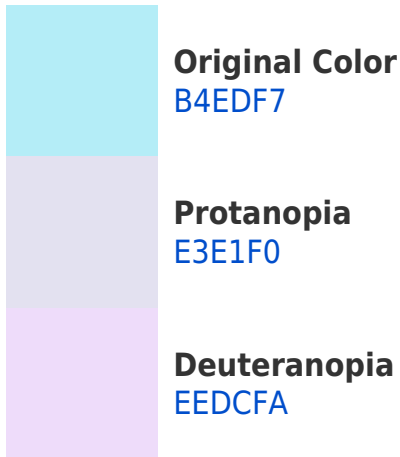 Original Color
B4EDF7
Protanopia
E3E1F0
Deuteranopia
EEDCFA